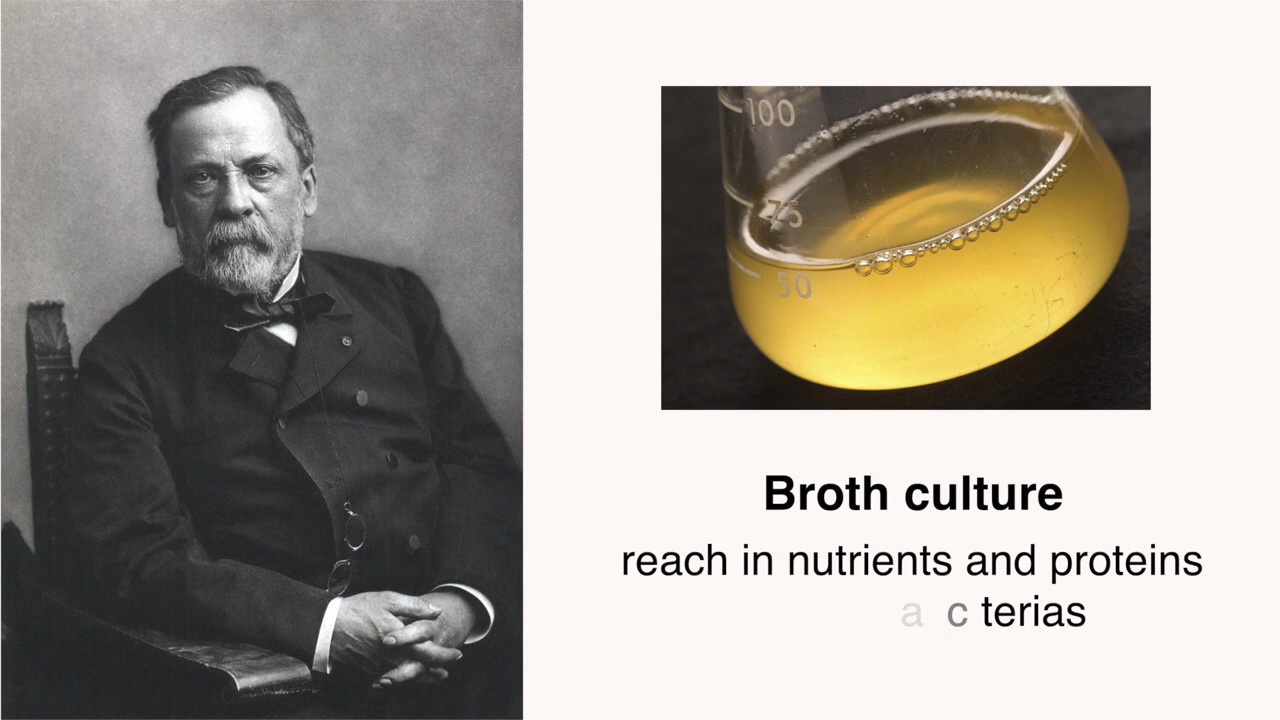 100
75
50
Broth culture
reach in nutrients and proteins
a c terias